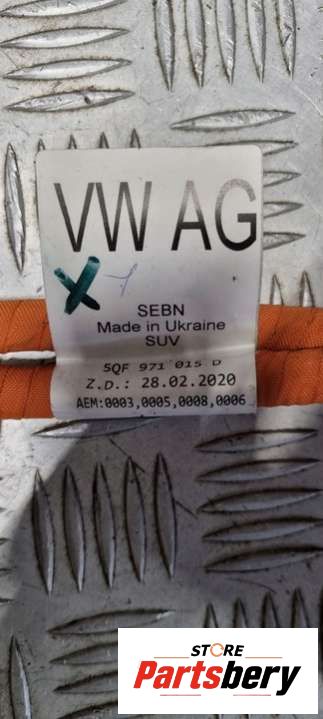 VW AG
SEBN
Made in Ukraine
SUV
5QF 971 015 D
Z.D.: 28.02.2020
AEM:0003,0005,0008,0006
STORE
Partsbery